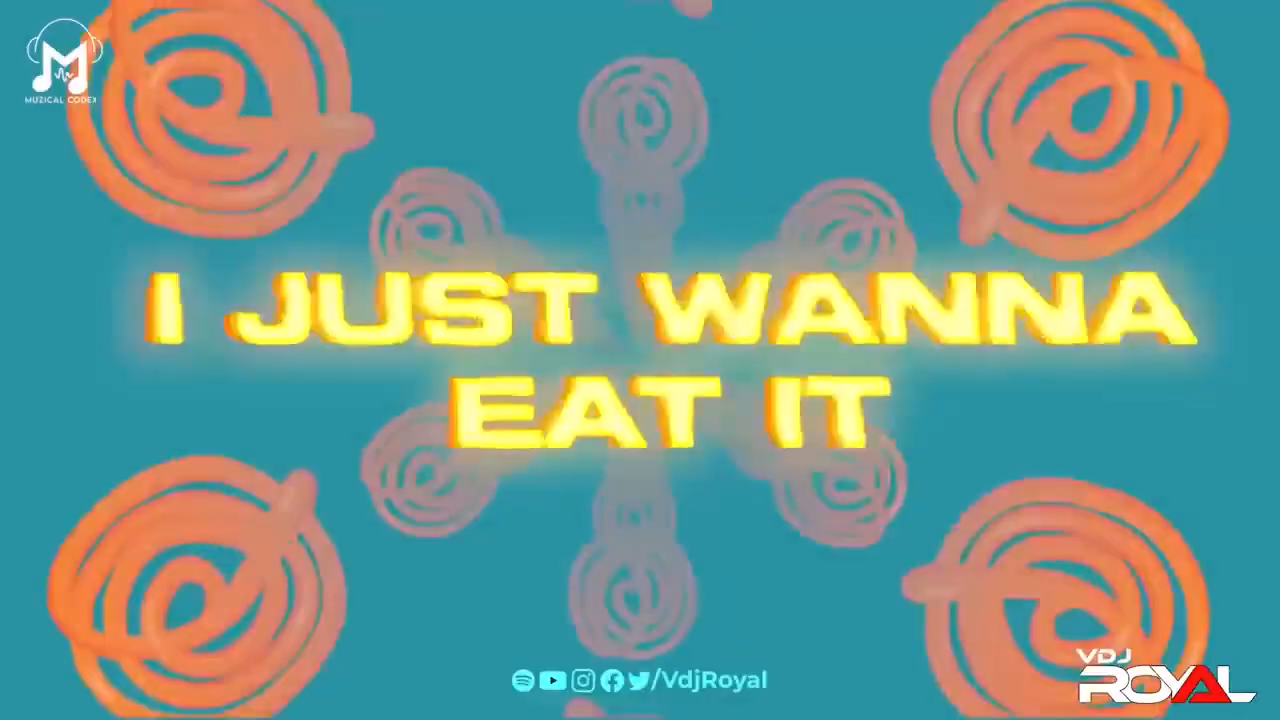 MUZICAL CODEX
I JUST WANNA
EAT IT
/VdjRoyal
VDJ
ROYAL